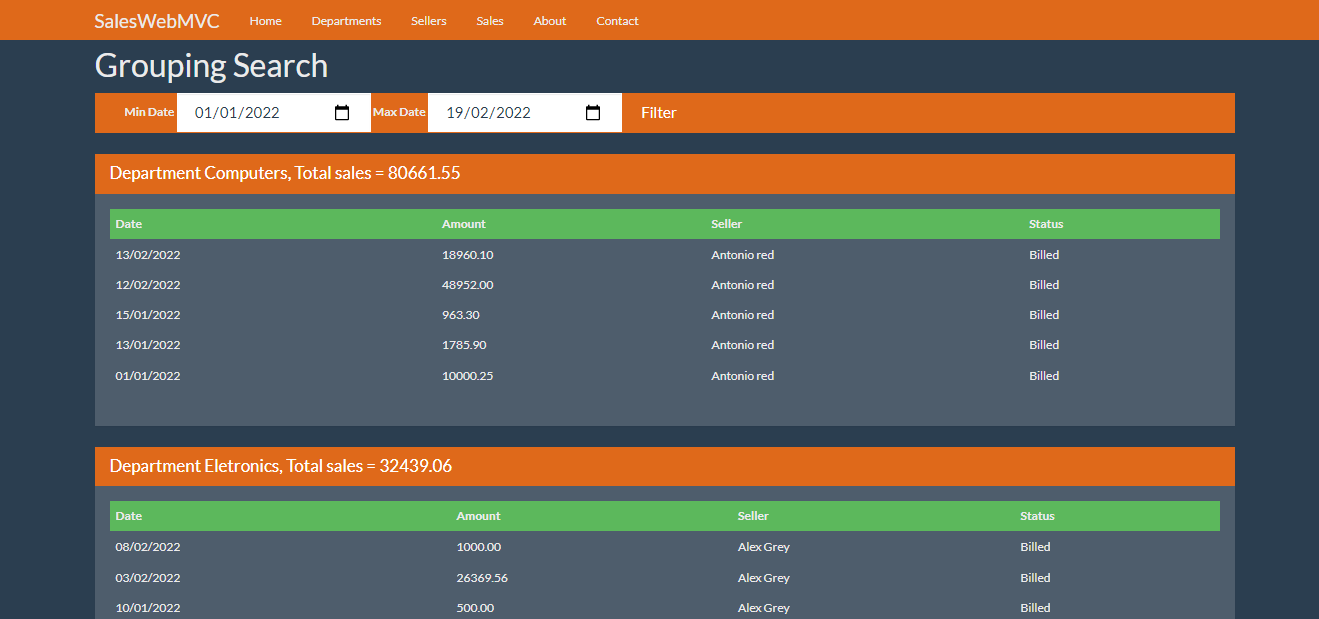 SalesWebMVC Home Departments Sellers Sales About Contact
Grouping Search
Min Date 01/01/2022 Max Date 19/02/2022 Filter
Department Computers, Total sales = 80661.55
Date Amount Seller Status
13/02/2022 18960.10 Antonio red Billed
12/02/2022 48952.00 Antonio red Billed
15/01/2022 963.30 Antonio red Billed
13/01/2022 1785.90 Antonio red Billed
01/01/2022 10000.25 Antonio red Billed
Department Eletronics, Total sales = 32439.06
Date Amount Seller Status
08/02/2022 1000.00 Alex Grey Billed
03/02/2022 26369.56 Alex Grey Billed
10/01/2022 500.00 Alex Grey Billed